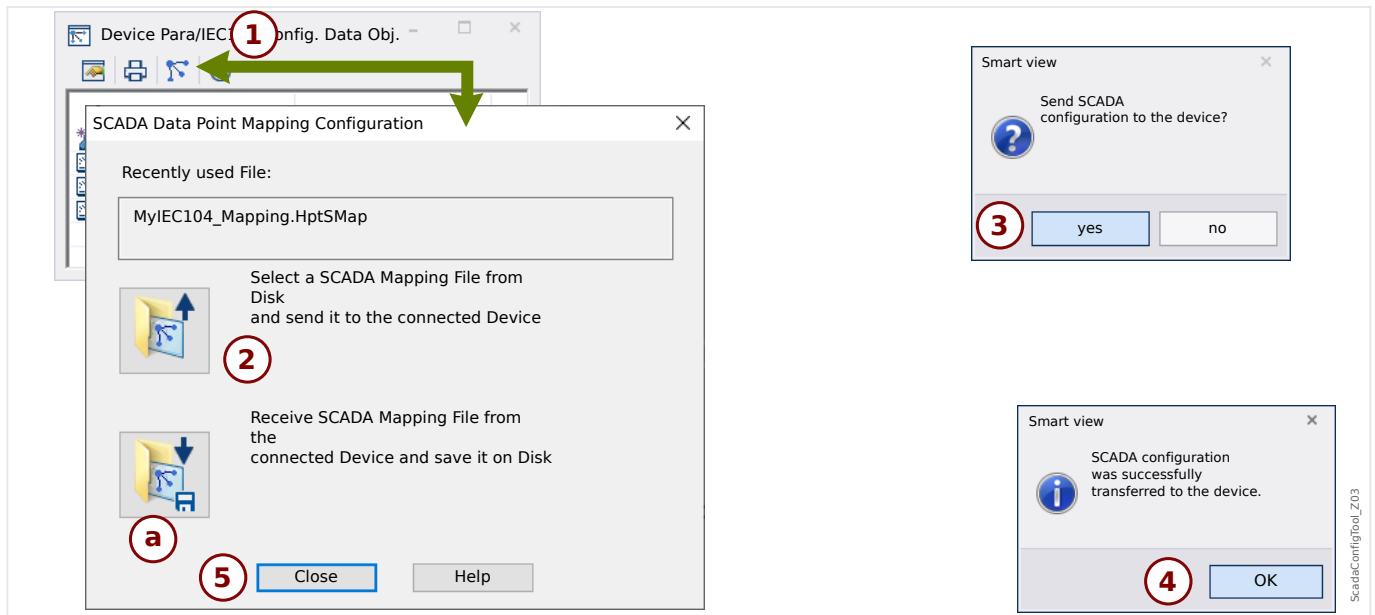 Device Para/IEC1 onfig. Data Obj.
1
SCADA Data Point Mapping Configuration
Recently used File:
MyIEC104_Mapping.HptSMap
Select a SCADA Mapping File from
Disk
and send it to the connected Device
2
Receive SCADA Mapping File from
the
connected Device and save it on Disk
a
5
Close
Help
Smart view
Send SCADA
configuration to the device?
3
yes
no
Smart view
SCADA configuration
was successfully
transferred to the device.
4
OK
ScadaConfigTool_Z03